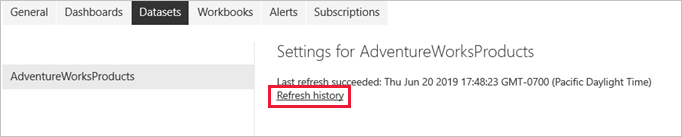 General Dashboards Datasets Workbooks Alerts Subscriptions
Settings for AdventureWorksProducts
AdventureWorksProducts
Last refresh succeeded: Thu Jun 20 2019 17:48:23 GMT-0700 (Pacific Daylight Time)
Refresh history